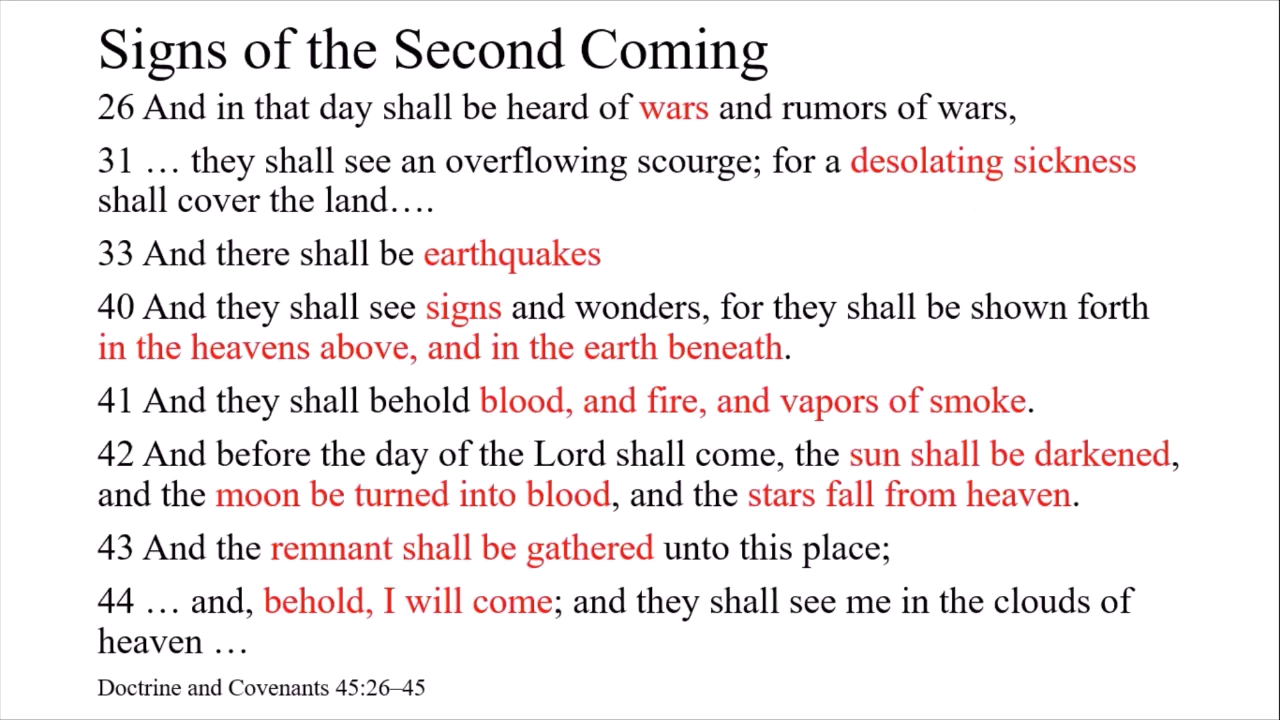 Signs of the Second Coming
26 And in that day shall be heard of wars and rumors of wars,
31 … they shall see an overflowing scourge; for a desolating sickness
shall cover the land….
33 And there shall be earthquakes
40 And they shall see signs and wonders, for they shall be shown forth
in the heavens above, and in the earth beneath.
41 And they shall behold blood, and fire, and vapors of smoke.
42 And before the day of the Lord shall come, the sun shall be darkened,
and the moon be turned into blood, and the stars fall from heaven.
43 And the remnant shall be gathered unto this place;
44 … and, behold, I will come; and they shall see me in the clouds of
heaven …
Doctrine and Covenants 45:26–45